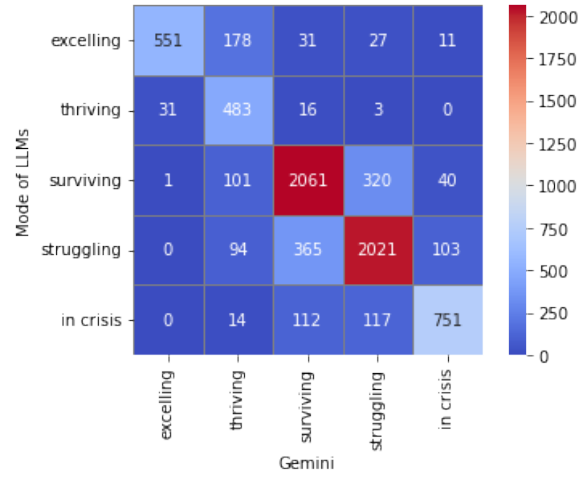 Mode of LLMs
excelling 551 178 31 27 11
thriving 31 483 16 3 0
surviving 1 101 2061 320 40
struggling 0 94 365 2021 103
in crisis 0 14 112 117 751
excelling thriving surviving struggling in crisis
Gemini
2000
1750
1500
1250
1000
750
500
250
0